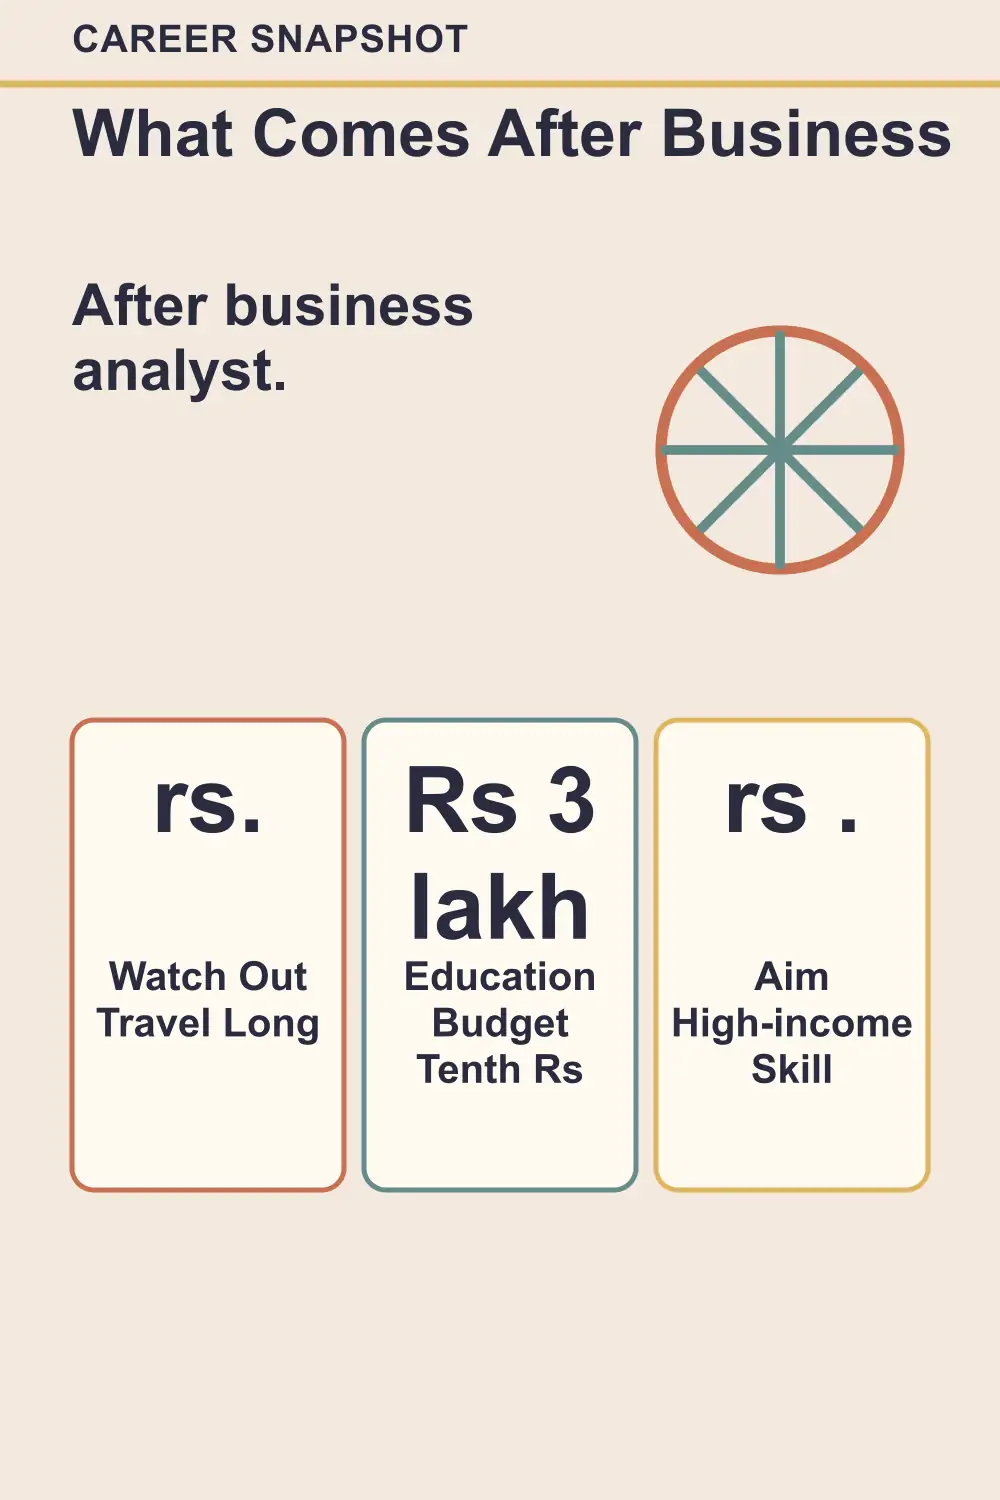 CAREER SNAPSHOT
What Comes After Business
After business
analyst.
rs.
Watch Out
Travel Long
Rs 3
lakh
Education
Budget
Tenth Rs
rs .
Aim
High-income
Skill